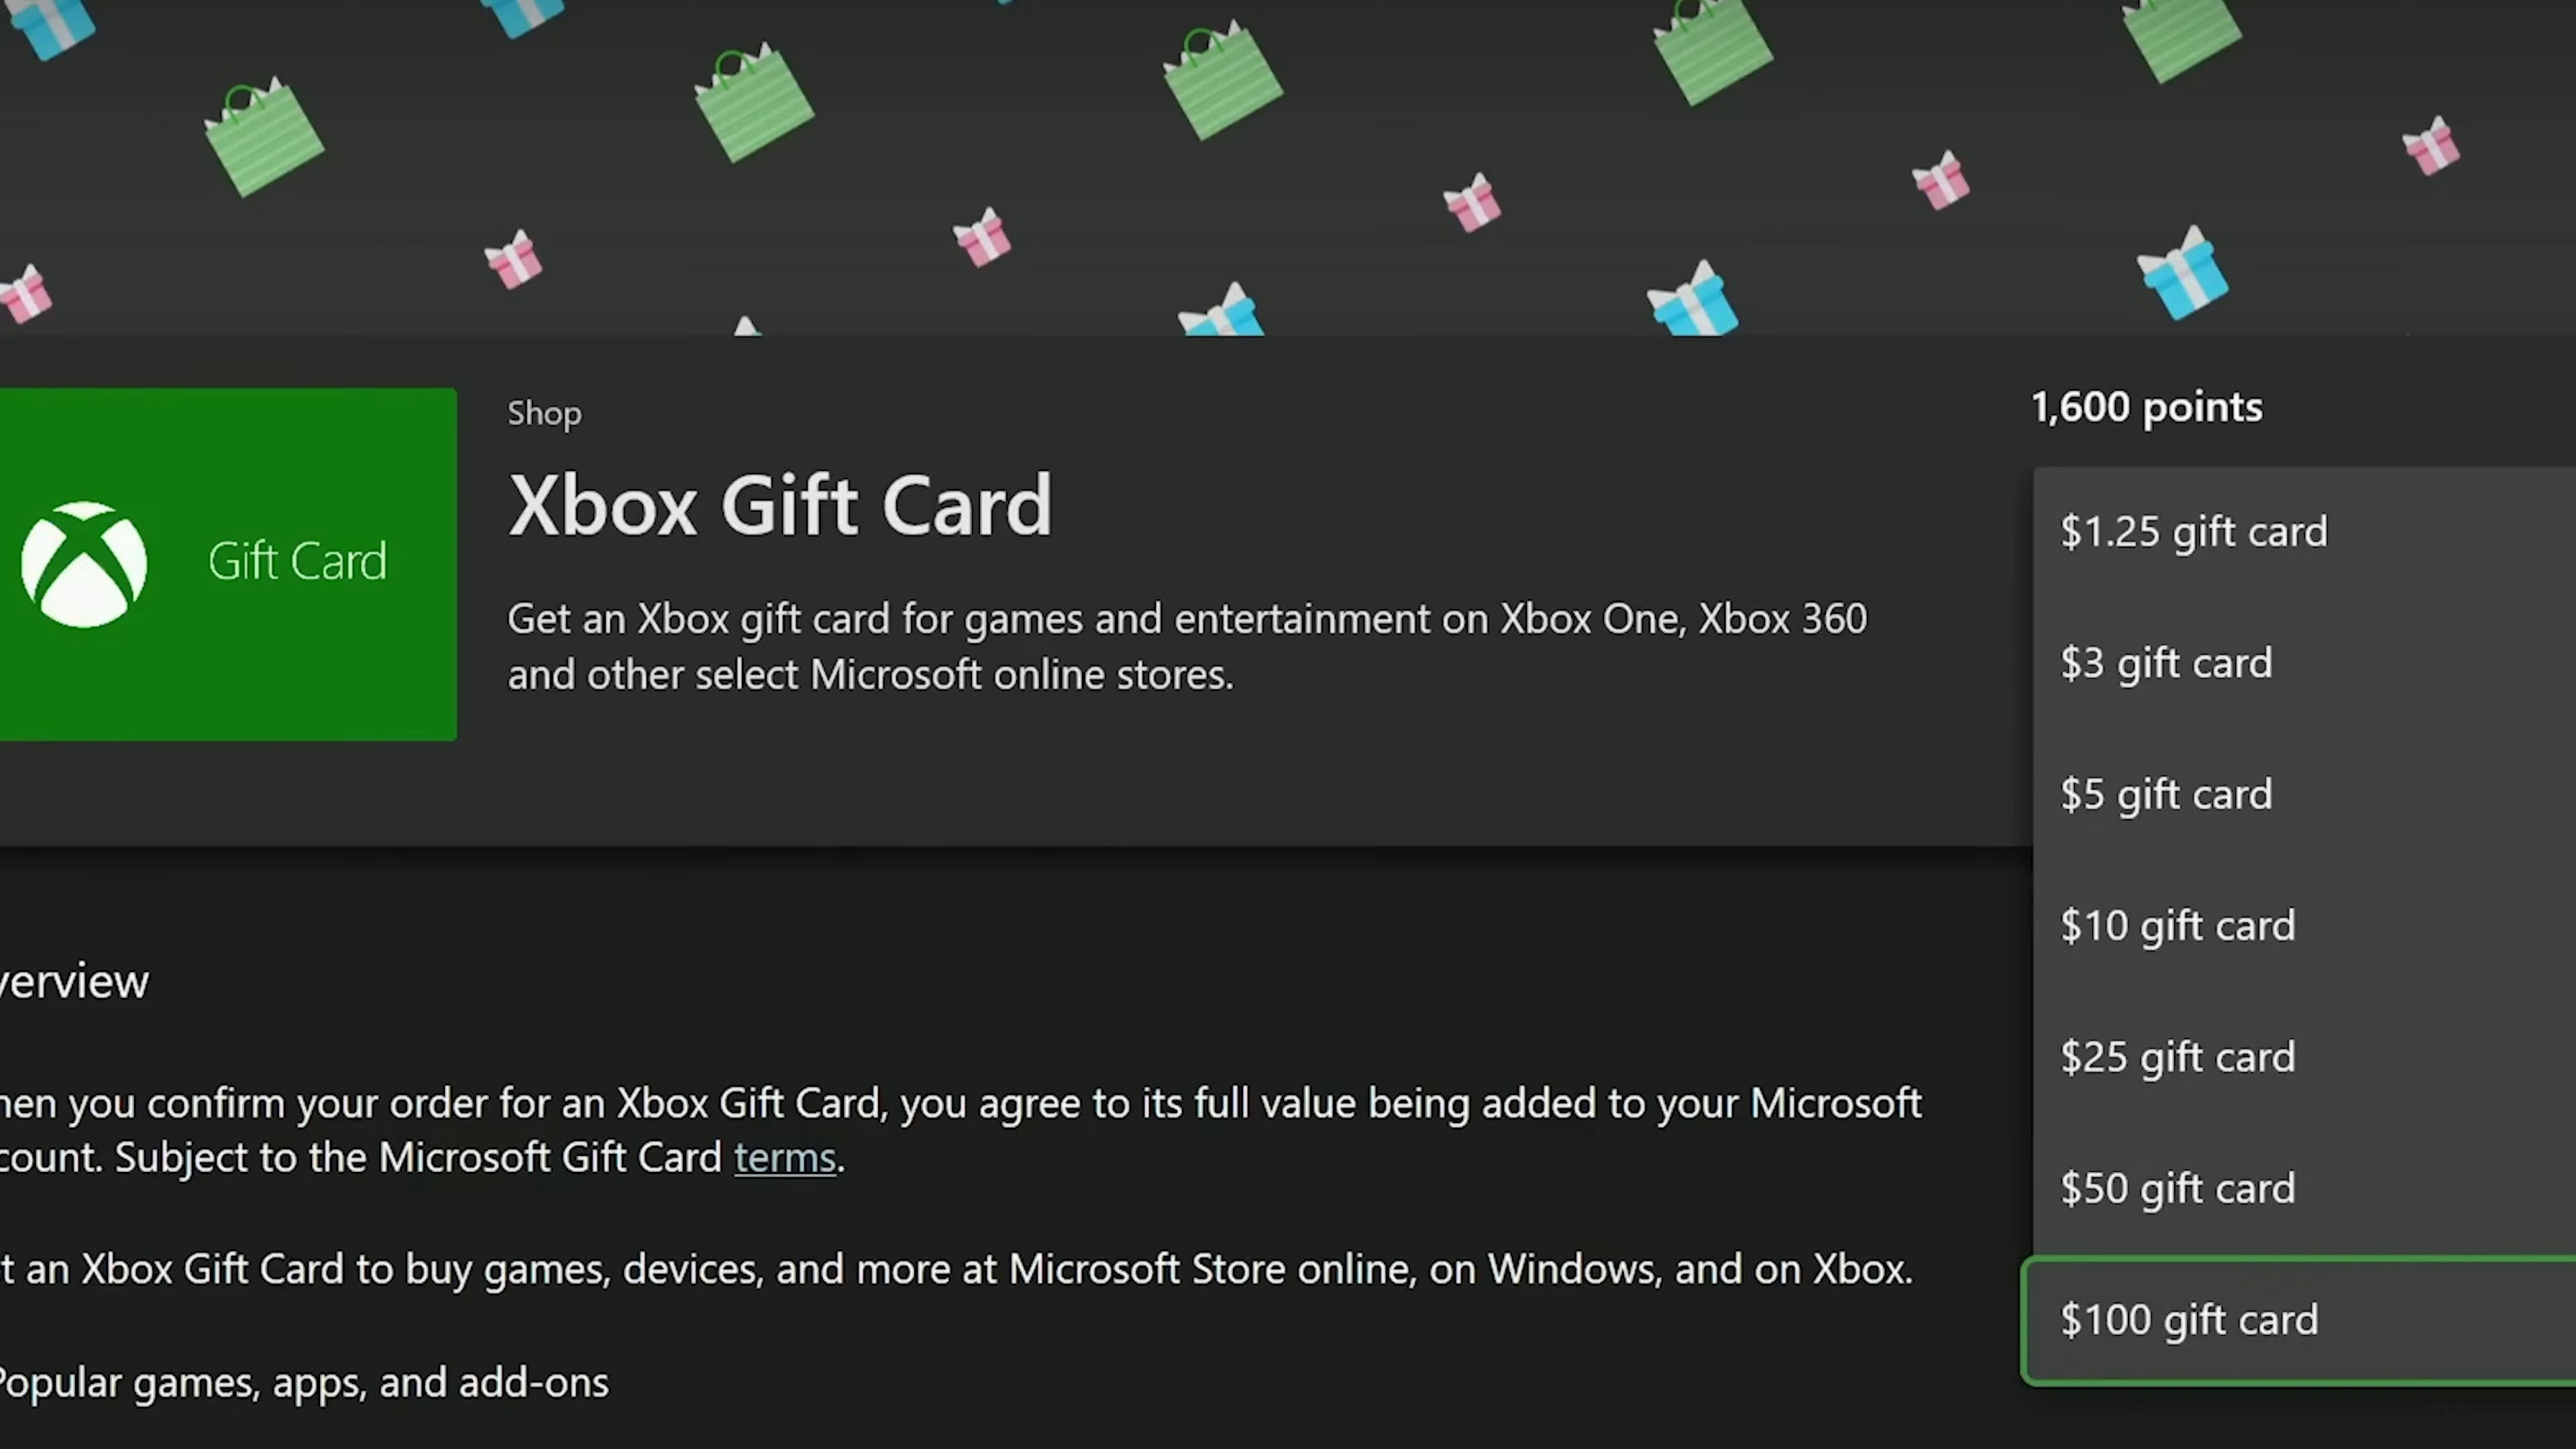 Shop
Xbox Gift Card
Gift Card
Get an Xbox gift card for games and entertainment on Xbox One, Xbox 360
and other select Microsoft online stores.
1,600 points
$1.25 gift card
$3 gift card
$5 gift card
$10 gift card
$25 gift card
$50 gift card
$100 gift card
verview
hen you confirm your order for an Xbox Gift Card, you agree to its full value being added to your Microsoft
count. Subject to the Microsoft Gift Card terms.
t an Xbox Gift Card to buy games, devices, and more at Microsoft Store online, on Windows, and on Xbox.
Popular games, apps, and add-ons